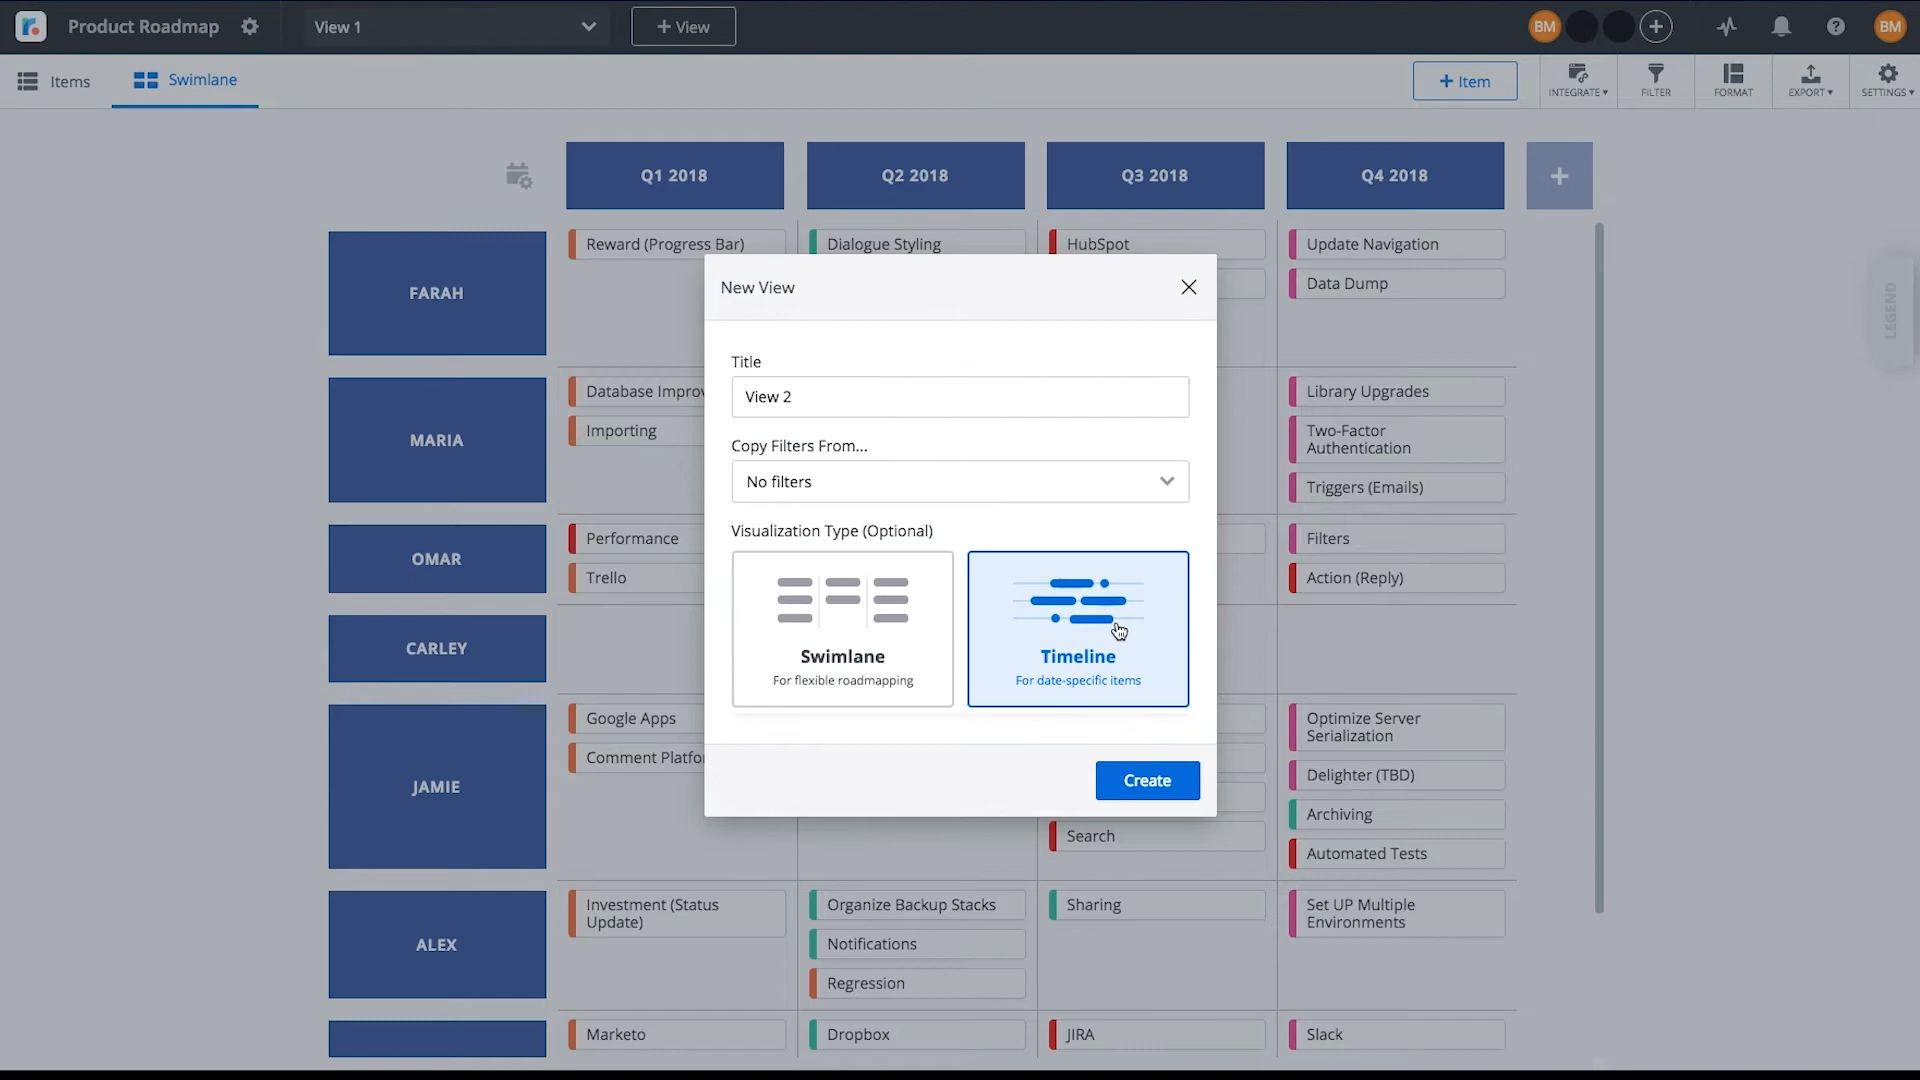 Product Roadmap
View 1
+ View
BM
BM
Items
Swimlane
+ Item
INTEGRATE ▾
FILTER
FORMAT
EXPORT ▾
SETTINGS ▾
Q1 2018
Q2 2018
Q3 2018
Q4 2018
+
LEGEND
FARAH
Reward (Progress Bar)
Dialogue Styling
HubSpot
Update Navigation
Data Dump
New View
Title
View 2
Copy Filters From...
No filters
Visualization Type (Optional)
Swimlane
For flexible roadmapping
Timeline
For date-specific items
Create
MARIA
Database Improv
Importing
Library Upgrades
Two-Factor
Authentication
Triggers (Emails)
OMAR
Performance
Trello
Filters
Action (Reply)
CARLEY
JAMIE
Google Apps
Comment Platfo
Search
Optimize Server
Serialization
Delighter (TBD)
Archiving
Automated Tests
ALEX
Investment (Status
Update)
Organize Backup Stacks
Notifications
Regression
Sharing
Set UP Multiple
Environments
Marketo
Dropbox
JIRA
Slack